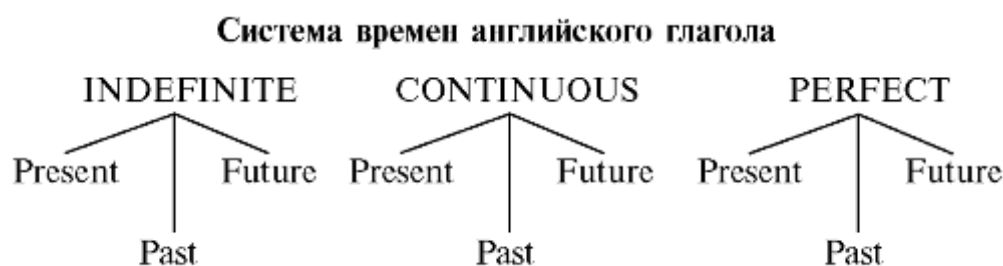 Система времен английского глагола
INDEFINITE CONTINUOUS PERFECT
Present Future Present Future Present Future
Past Past Past